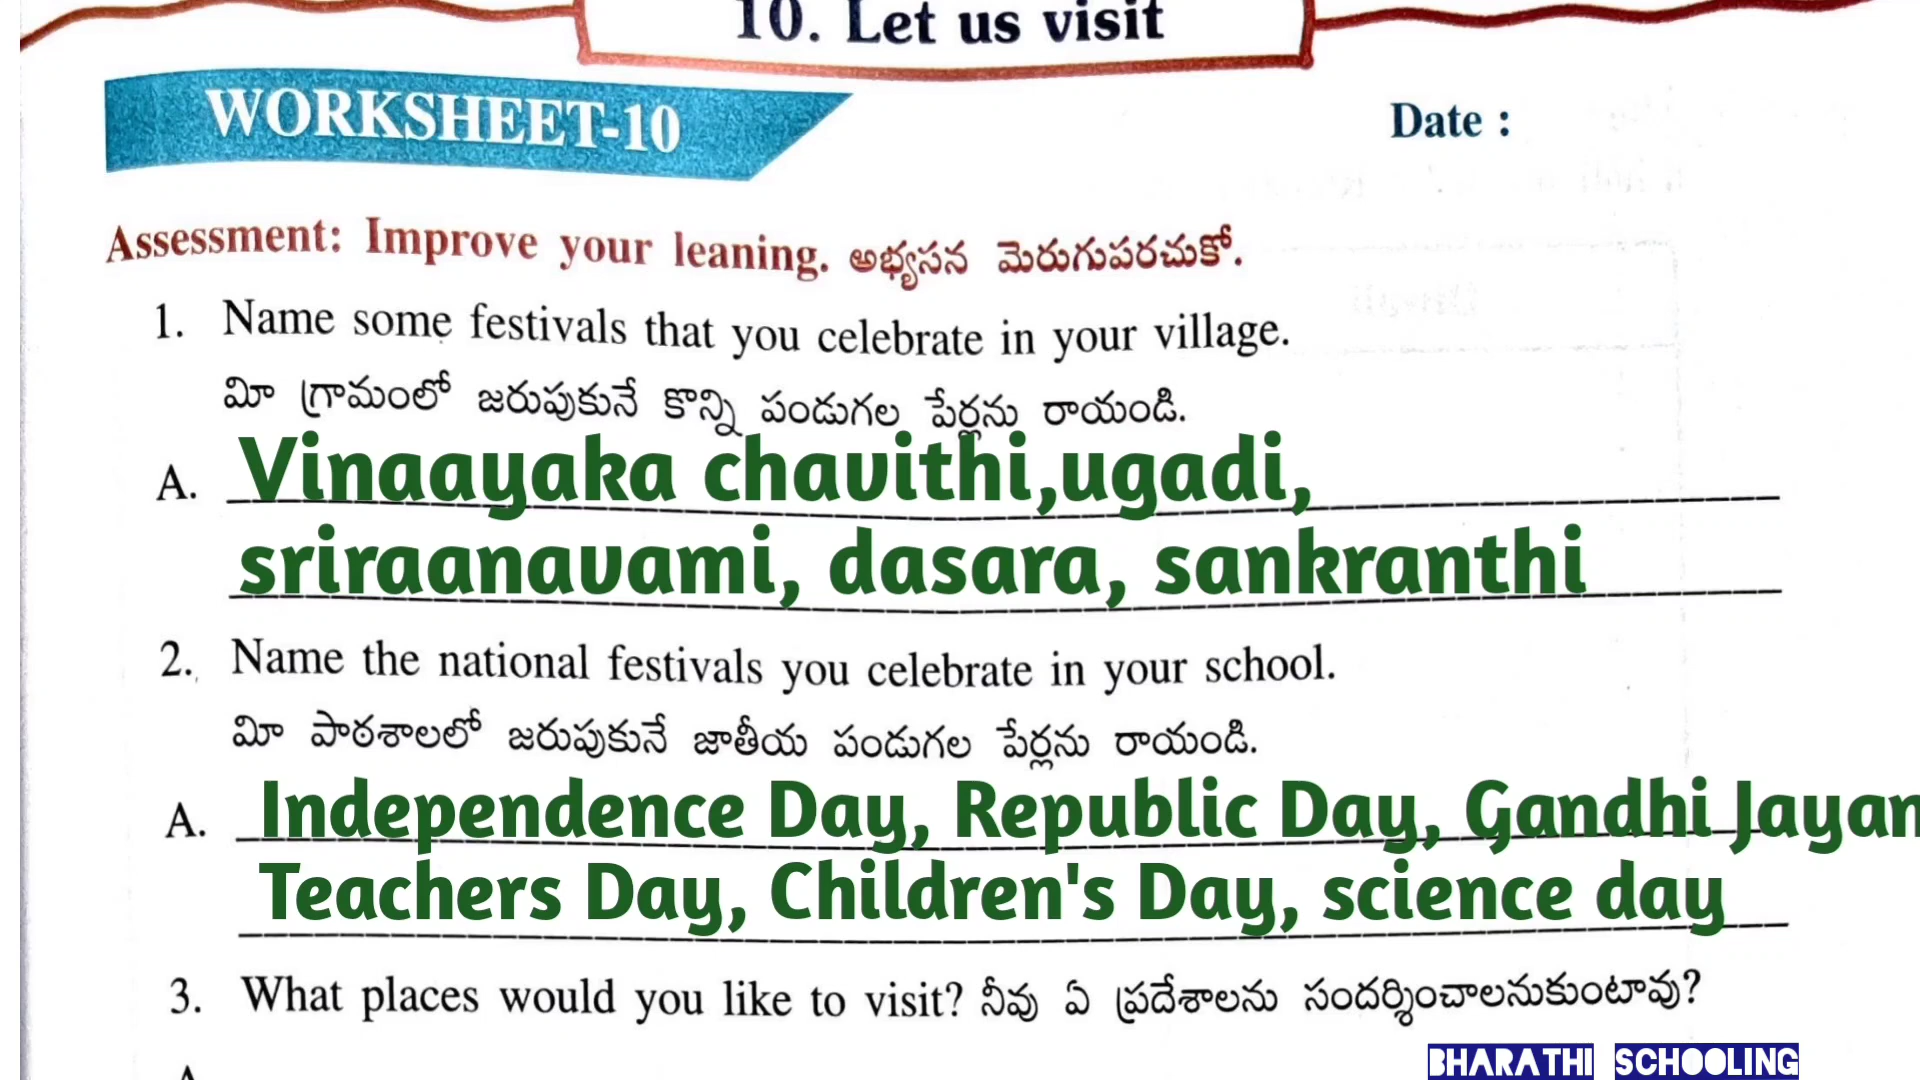 10. Let us visit
WORKSHEET-10
Date :
Assessment: Improve your leaning. అభ్యసన మెరుగుపరచుకో.
1. Name some festivals that you celebrate in your village.
మీ గ్రామంలో జరుపుకునే కొన్ని పండుగల పేర్లను రాయండి.
A. Vinaayaka chavithi,ugadi,
sriraanavami, dasara, sankranthi
2. Name the national festivals you celebrate in your school.
మీ పాఠశాలలో జరుపుకునే జాతీయ పండుగల పేర్లను రాయండి.
A. Independence Day, Republic Day, Gandhi Jayan
Teachers Day, Children's Day, science day
3. What places would you like to visit? నీవు ఏ ప్రదేశాలను సందర్శించాలనుకుంటావు?
BHARATHI SCHOOLING